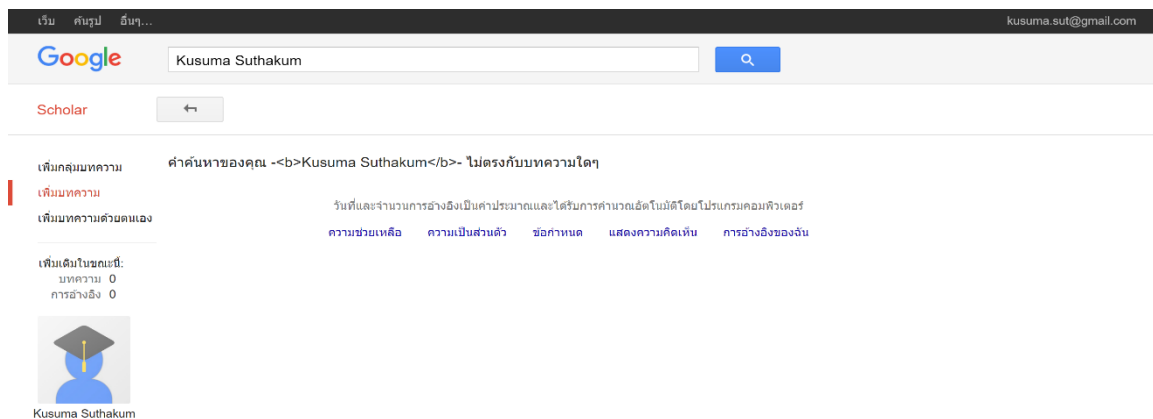 เว็บ ค้นรูป อื่นๆ... kusuma.sut@gmail.com
Google Kusuma Suthakum
Scholar
เพิ่มกลุ่มบทความ
เพิ่มบทความ
เพิ่มบทความด้วยตนเอง
เพิ่มเติมในขณะนี้:
บทความ 0
การอ้างอิง 0
Kusuma Suthakum
คำค้นหาของคุณ -<b>Kusuma Suthakum</b>- ไม่ตรงกับบทความใดๆ
วันที่และจำนวนการอ้างอิงเป็นค่าประมาณและได้รับการคำนวณอัตโนมัติโดยโปรแกรมคอมพิวเตอร์
ความช่วยเหลือ ความเป็นส่วนตัว ข้อกำหนด แสดงความคิดเห็น การอ้างอิงของฉัน